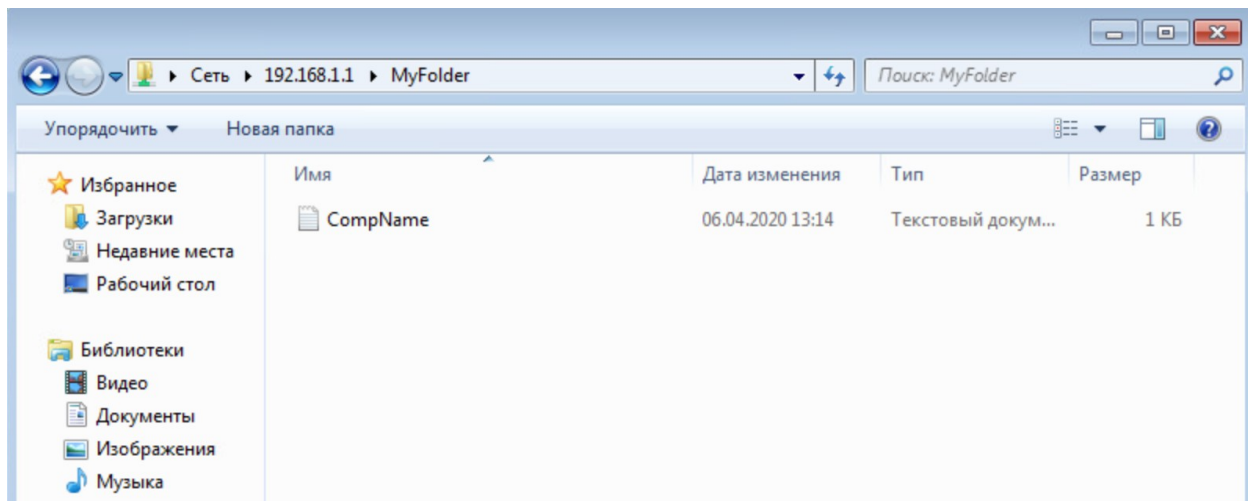 Сеть 192.168.1.1 MyFolder Поиск: MyFolder
Упорядочить Новая папка
Имя Дата изменения Тип Размер
CompName 06.04.2020 13:14 Текстовый докум... 1 КБ
Избранное
Загрузки
Недавние места
Рабочий стол
Библиотеки
Видео
Документы
Изображения
Музыка